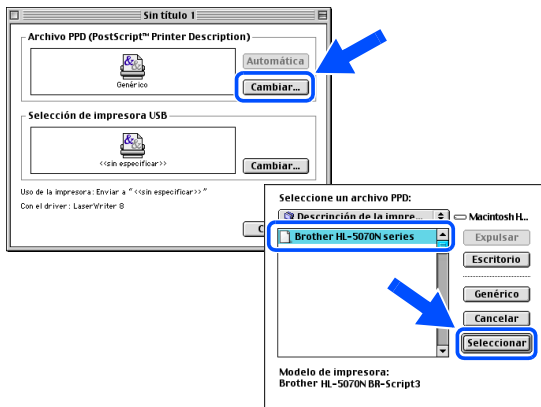 Sin título 1
Archivo PPD (PostScript™ Printer Description)
Genérico
Automática
Cambiar...
Selección de impresora USB
<<sin especificar>>
Cambiar...
Uso de la impresora: Enviar a "<<sin especificar>>"
Con el driver: LaserWriter 8
C
Seleccione un archivo PPD:
Descripción de la impre...
Macintosh H...
Brother HL-5070N series
Expulsar
Escritorio
Genérico
Cancelar
Seleccionar
Modelo de impresora:
Brother HL-5070N BR-Script3